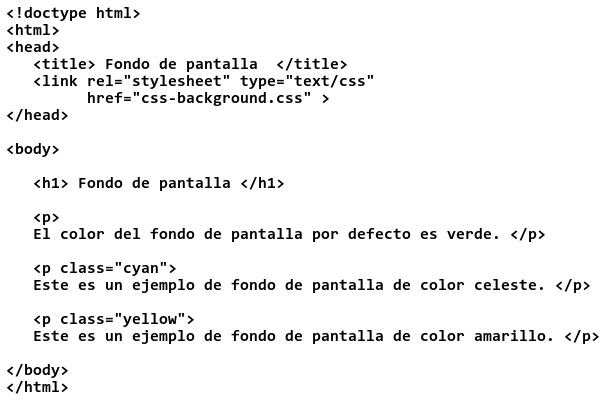 <!doctype html>
<html>
<head>
   <title> Fondo de pantalla  </title>
   <link rel="stylesheet" type="text/css"
         href="css-background.css" >
</head>

<body>

   <h1> Fondo de pantalla </h1>

   <p>
   El color del fondo de pantalla por defecto es verde. </p>

   <p class="cyan">
   Este es un ejemplo de fondo de pantalla de color celeste. </p>

   <p class="yellow">
   Este es un ejemplo de fondo de pantalla de color amarillo. </p>

</body>
</html>